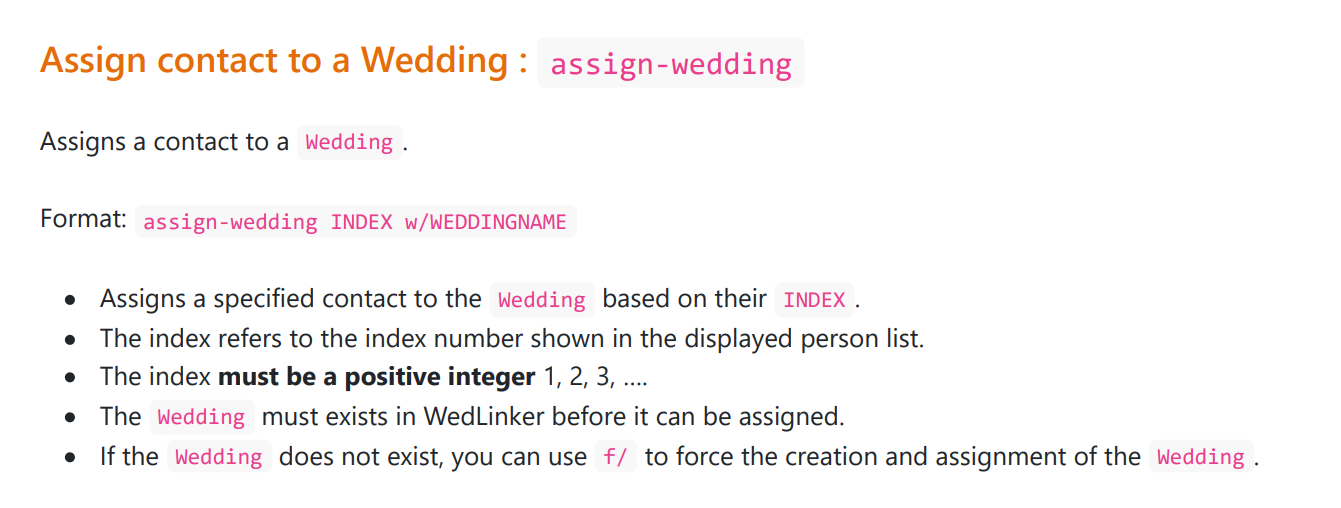 Assign contact to a Wedding : assign-wedding
Assigns a contact to a Wedding.
Format: assign-wedding INDEX w/WEDDINGNAME
• Assigns a specified contact to the Wedding based on their INDEX.
• The index refers to the index number shown in the displayed person list.
• The index must be a positive integer 1, 2, 3, ….
• The Wedding must exists in WedLinker before it can be assigned.
• If the Wedding does not exist, you can use f/ to force the creation and assignment of the Wedding.